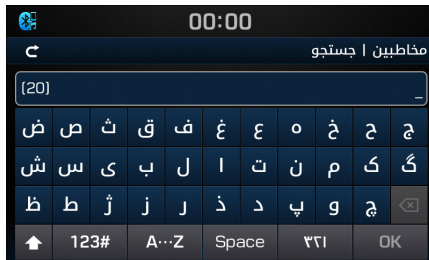 00:00
مخاطبین | جستجو
(20) _
ض ص ث ق ف غ ع ه خ ح ج
ش س ی ب ل ا ت ن م ک گ
ظ ط ژ ز ر ذ د پ و چ
123# A···Z Space ۳۲۱ OK